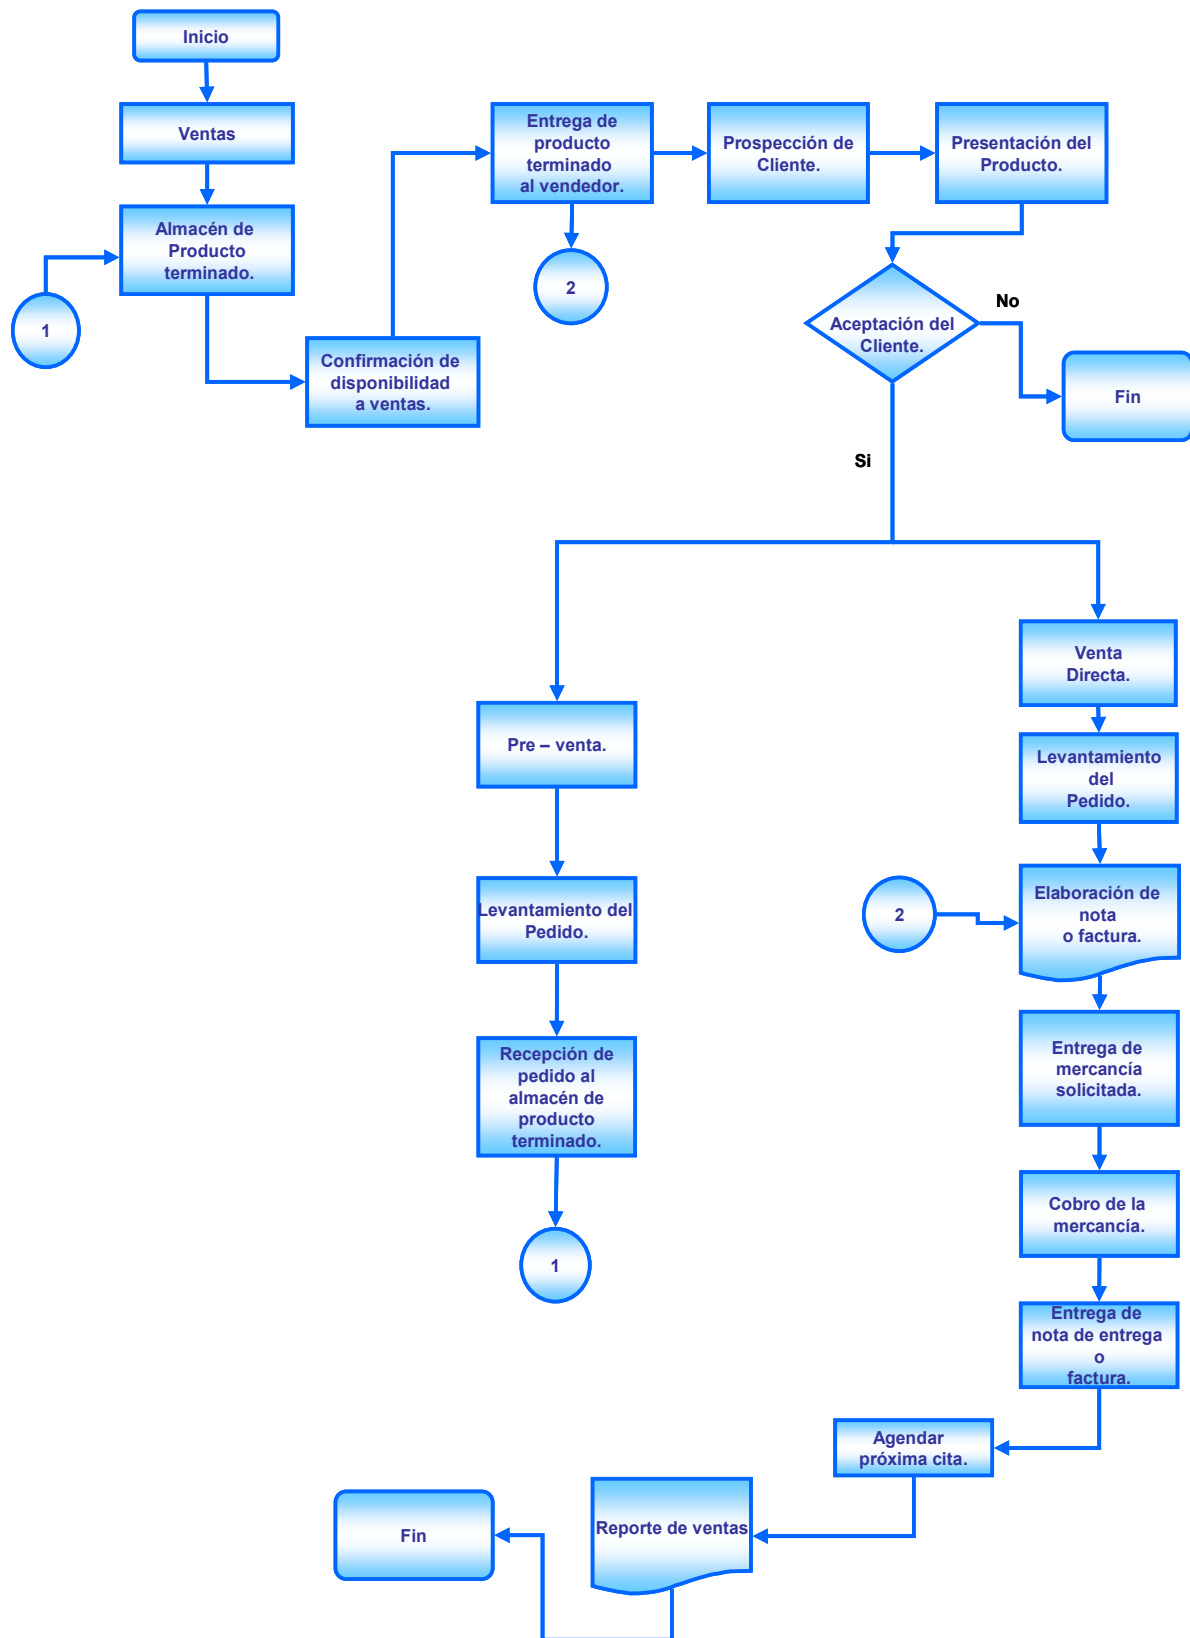 Inicio
Ventas
Almacén de
Producto
terminado.
1
Confirmación de
disponibilidad
a ventas.
Entrega de
producto
terminado
al vendedor.
2
Prospección de
Cliente.
Presentación del
Producto.
Aceptación del
Cliente.
No
Fin
Si
Pre – venta.
Levantamiento del
Pedido.
Recepción de
pedido al
almacén de
producto
terminado.
1
Venta
Directa.
Levantamiento
del
Pedido.
2
Elaboración de
nota
o factura.
Entrega de
mercancía
solicitada.
Cobro de la
mercancía.
Entrega de
nota de entrega
o
factura.
Agendar
próxima cita.
Reporte de ventas
Fin